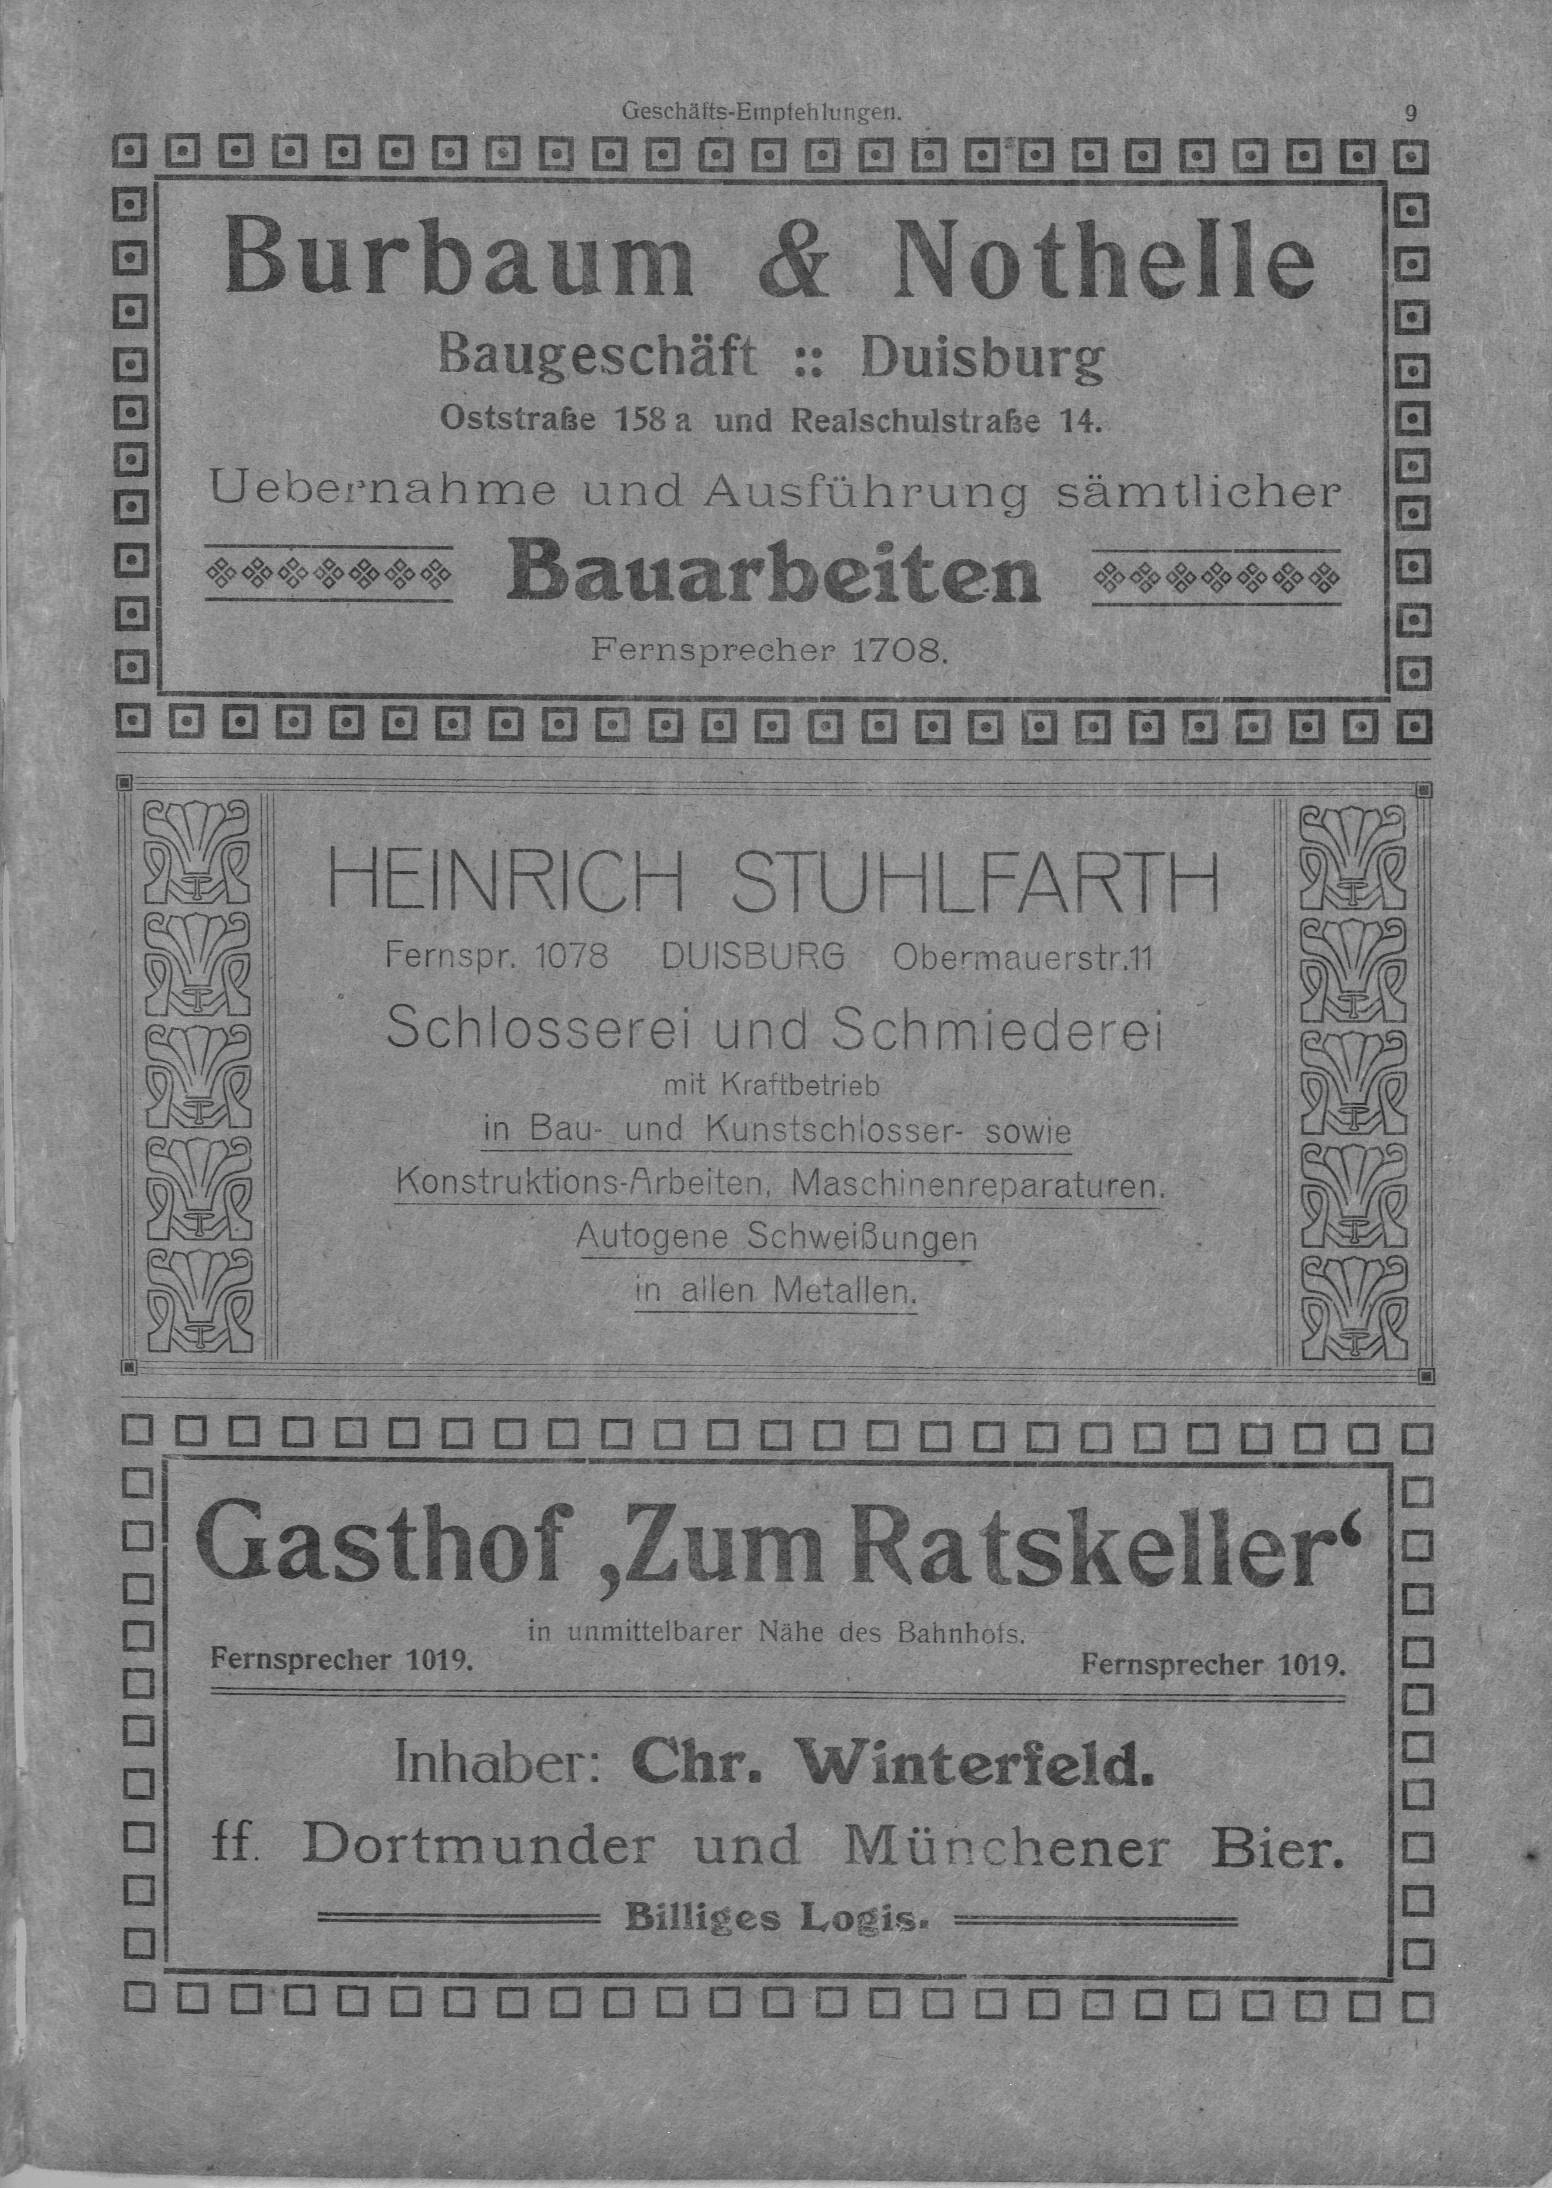 Geschäfts-Empfehlungen. 9
Burbaum & Nothelle
Baugeschäft :: Duisburg
Oststraße 158 a und Realschulstraße 14.
Uebernahme und Ausführung sämtlicher
Bauarbeiten
Fernsprecher 1708.
HEINRICH STUHLFARTH
Fernspr. 1078 DUISBURG Obermauerstr. 11
Schlosserei und Schmiederei
mit Kraftbetrieb
in Bau- und Kunstschlosser- sowie
Konstruktions-Arbeiten, Maschinenreparaturen.
Autogene Schweißungen
in allen Metallen.
Gasthof ‚Zum Ratskeller‘
in unmittelbarer Nähe des Bahnhofs.
Fernsprecher 1019. Fernsprecher 1019.
Inhaber: Chr. Winterfeld.
ff. Dortmunder und Münchener Bier.
Billiges Logis.